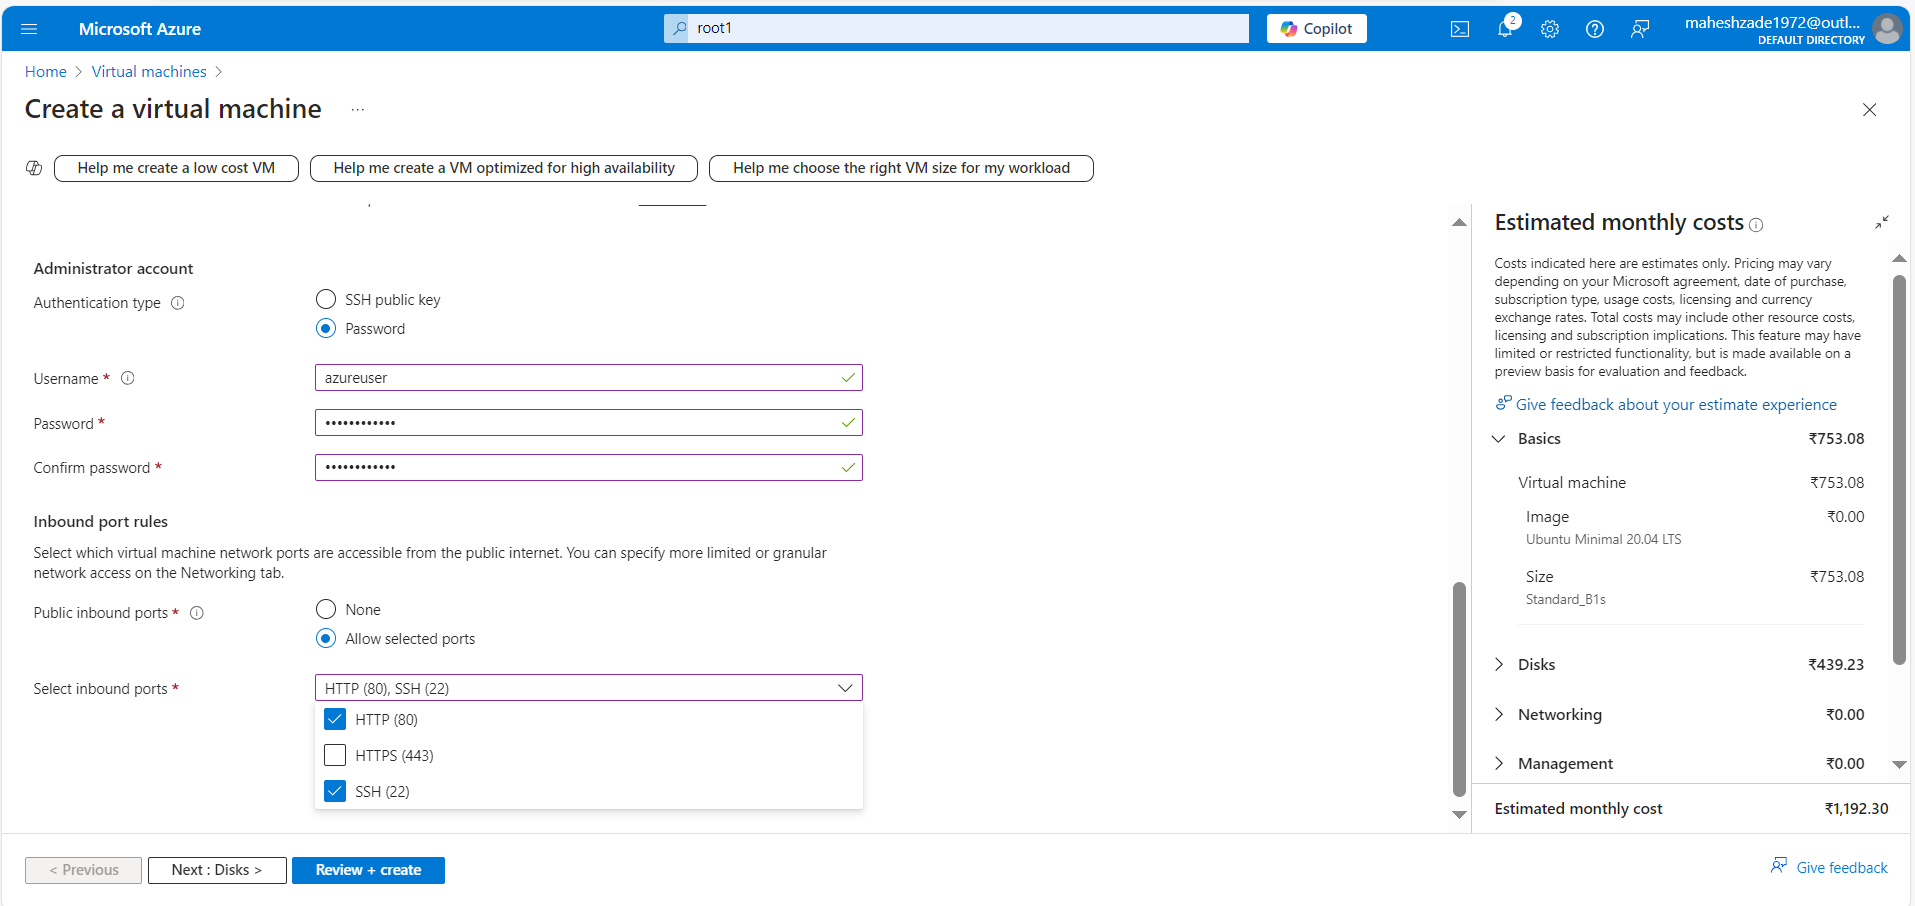 Microsoft Azure
root1
Copilot
2
maheshzade1972@outl...
DEFAULT DIRECTORY
Home > Virtual machines >
Create a virtual machine ...
Help me create a low cost VM
Help me create a VM optimized for high availability
Help me choose the right VM size for my workload
Administrator account
Authentication type
SSH public key
Password
Username *
azureuser
Password *
••••••••••••
Confirm password *
••••••••••••
Inbound port rules
Select which virtual machine network ports are accessible from the public internet. You can specify more limited or granular
network access on the Networking tab.
Public inbound ports *
None
Allow selected ports
Select inbound ports *
HTTP (80), SSH (22)
HTTP (80)
HTTPS (443)
SSH (22)
< Previous
Next : Disks >
Review + create
Estimated monthly costs
Costs indicated here are estimates only. Pricing may vary
depending on your Microsoft agreement, date of purchase,
subscription type, usage costs, licensing and currency
exchange rates. Total costs may include other resource costs,
licensing and subscription implications. This feature may have
limited or restricted functionality, but is made available on a
preview basis for evaluation and feedback.
Give feedback about your estimate experience
Basics ₹753.08
Virtual machine ₹753.08
Image ₹0.00
Ubuntu Minimal 20.04 LTS
Size ₹753.08
Standard_B1s
Disks ₹439.23
Networking ₹0.00
Management ₹0.00
Estimated monthly cost ₹1,192.30
Give feedback